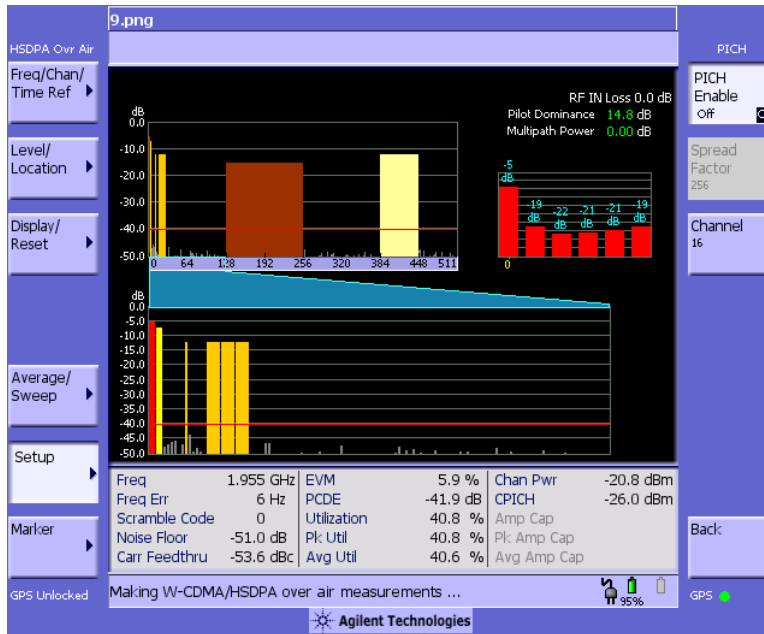 9.png
HSDPA Ovr Air
PICH
Freq/Chan/
Time Ref
Level/
Location
Display/
Reset
Average/
Sweep
Setup
Marker
GPS Unlocked
RF IN Loss 0.0 dB
Pilot Dominance 14.8 dB
Multipath Power 0.00 dB
dB
0.0
-10.0
-20.0
-30.0
-40.0
-50.0
0 64 128 192 256 320 384 448 511
-5
dB
-19
dB
-22
dB
-21
dB
-21
dB
-19
dB
0
dB
0.0
-5.0
-10.0
-15.0
-20.0
-25.0
-30.0
-35.0
-40.0
-45.0
-50.0
Freq 1.955 GHz EVM 5.9 % Chan Pwr -20.8 dBm
Freq Err 6 Hz PCDE -41.9 dB CPICH -26.0 dBm
Scramble Code 0 Utilization 40.8 % Amp Cap
Noise Floor -51.0 dB Pk Util 40.8 % Pk Amp Cap
Carr Feedthru -53.6 dBc Avg Util 40.6 % Avg Amp Cap
Making W-CDMA/HSDPA over air measurements ...
95%
Agilent Technologies
PICH
Enable
Off
Spread
Factor
256
Channel
16
Back
GPS